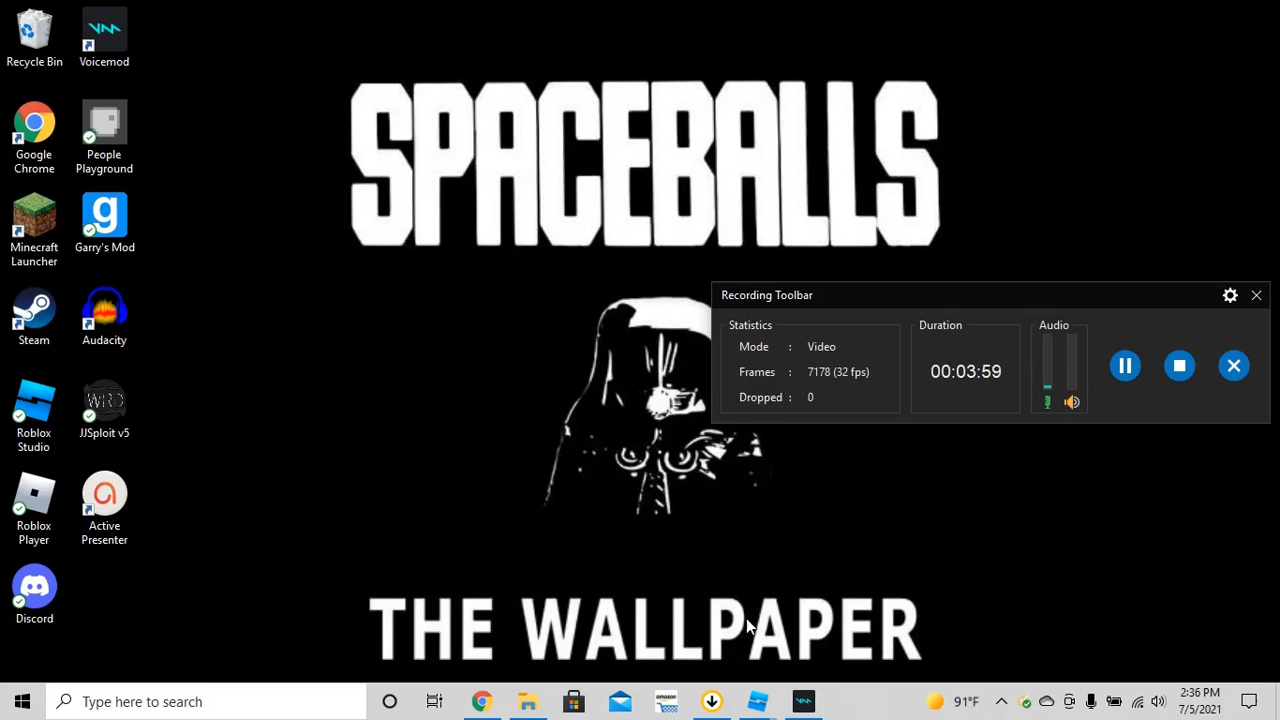 Recycle Bin
Voicemod
Google
Chrome
People
Playground
Minecraft
Launcher
Garry's Mod
Steam
Audacity
Roblox
Studio
WRD
JJSploit v5
Roblox
Player
Active
Presenter
Discord
SPACEBALLS
THE WALLPAPER
Recording Toolbar
Statistics
Mode : Video
Frames : 7178 (32 fps)
Dropped : 0
Duration
00:03:59
Audio
Type here to search
amazon
91°F
2:36 PM
7/5/2021